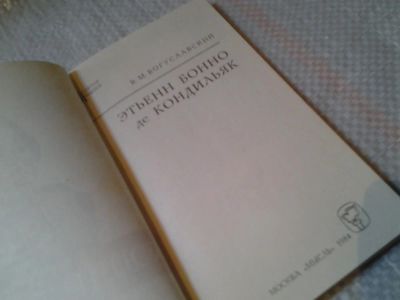 В. М. БОГУСЛАВСКИЙ
ЭТЬЕНН БОННО
де КОНДИЛЬЯК
МОСКВА «МЫСЛЬ» 1984